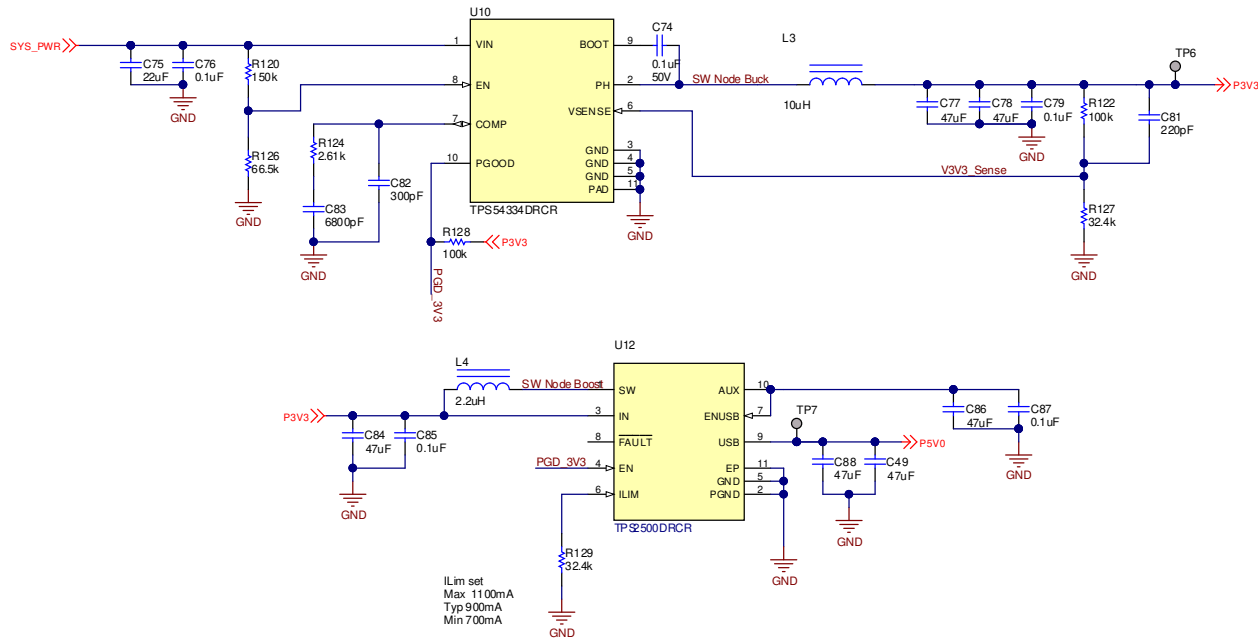 U10
SYS_PWR
C75
22uF
C76
0.1uF
GND
R120
150k
R126
66.5k
GND
R124
2.61k
C83
6800pF
C82
300pF
GND
1
VIN
8
EN
7
COMP
10
PGOOD
BOOT
9
PH
2
VSENSE
6
GND
3
GND
4
GND
5
PAD
11
TPS54334DRCR
GND
R128
100k
P3V3
PGD_3V3
C74
0.1uF
50V
SW Node Buck
L3
10uH
C77
47uF
C78
47uF
C79
0.1uF
GND
R122
100k
C81
220pF
TP6
P3V3
V3V3_Sense
R127
32.4k
GND
U12
L4
2.2uH
SW Node Boost
P3V3
C84
47uF
C85
0.1uF
GND
PGD_3V3
SW
3
IN
8
FAULT
4
EN
6
ILIM
AUX
10
ENUSB
7
USB
9
EP
11
GND
5
PGND
2
TPS2500DRCR
R129
32.4k
GND
ILim set
Max 1100mA
Typ 900mA
Min 700mA
TP7
P5V0
C88
47uF
C49
47uF
GND
GND
C86
47uF
C87
0.1uF
GND